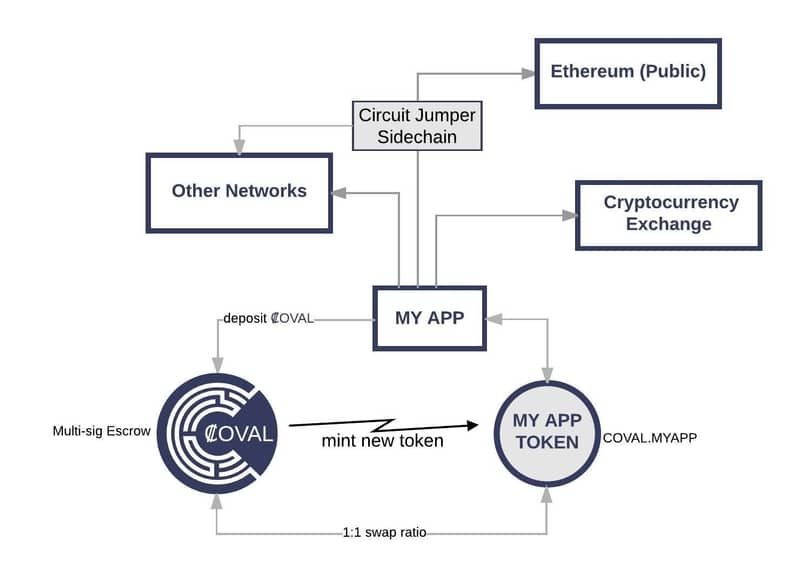 Ethereum (Public)
Circuit Jumper
Sidechain
Other Networks
Cryptocurrency
Exchange
MY APP
deposit ₡OVAL
Multi-sig Escrow
₡OVAL
mint new token
MY APP
TOKEN
COVAL.MYAPP
1:1 swap ratio